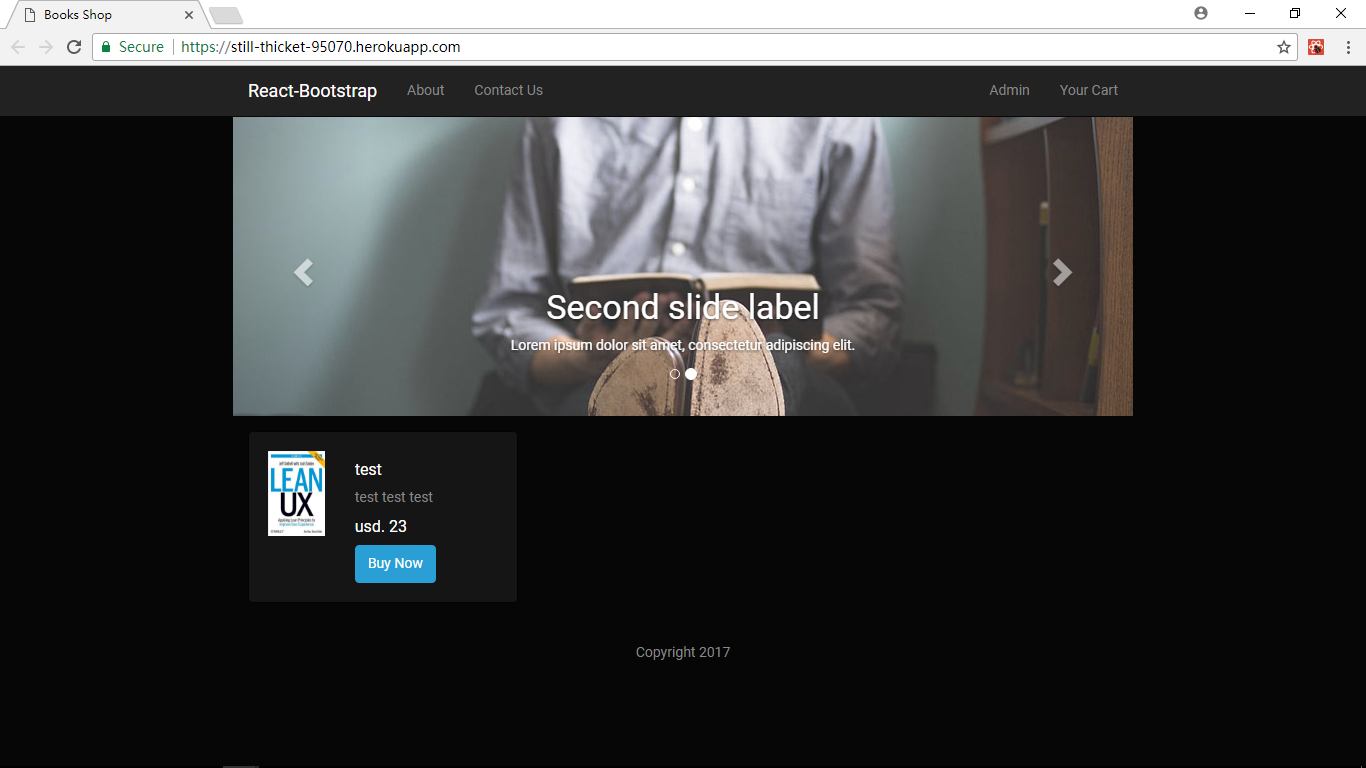 Books Shop
Secure
https://still-thicket-95070.herokuapp.com
React-Bootstrap
About
Contact Us
Admin
Your Cart
Second slide label
Lorem ipsum dolor sit amet, consectetur adipiscing elit.
LEAN
UX
test
test test test
usd. 23
Buy Now
Copyright 2017